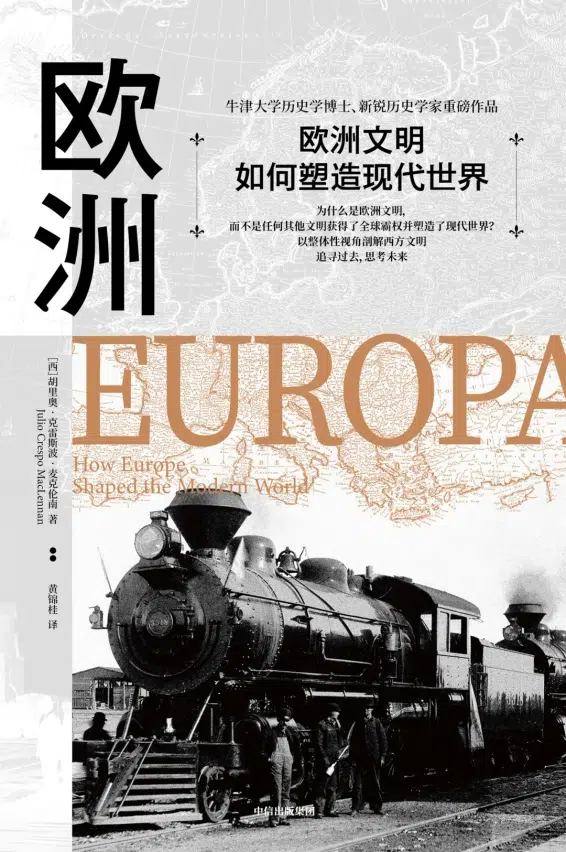 欧洲
牛津大学历史学博士、新锐历史学家重磅作品
欧洲文明
如何塑造现代世界
为什么是欧洲文明,
而不是任何其他文明获得了全球霸权并塑造了现代世界?
以整体性视角剖解西方文明
追寻过去, 思考未来
EUROPA
How Europe
Shaped the Modern World
[西] 胡里奥·克雷斯波·麦克伦南 著
Julio Crespo MacLennan
黄锦桂 译
中信出版集团